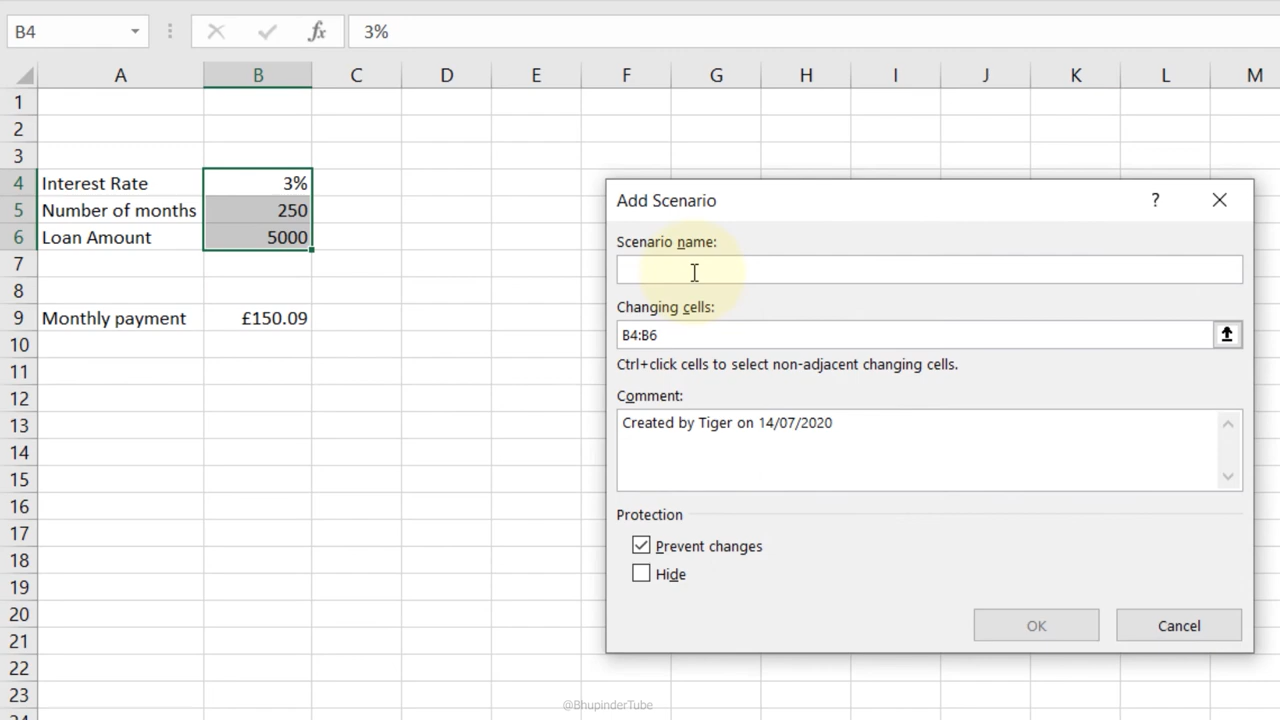 B4
fx
3%
A B C D E F G H I J K L M
1
2
3
4 Interest Rate 3%
5 Number of months 250
6 Loan Amount 5000
7
8
9 Monthly payment £150.09
10
11
12
13
14
15
16
17
18
19
20
21
22
23
Add Scenario ?
Scenario name:
Changing cells:
B4:B6
Ctrl+click cells to select non-adjacent changing cells.
Comment:
Created by Tiger on 14/07/2020
Protection
Prevent changes
Hide
OK Cancel
@BhupinderTube